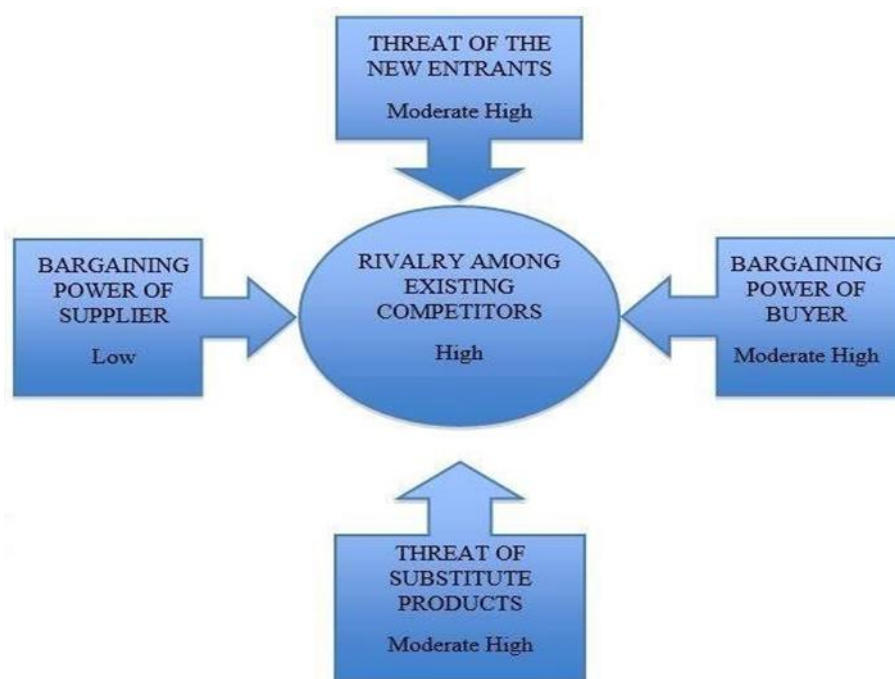 THREAT OF THE
NEW ENTRANTS
Moderate High
BARGAINING
POWER OF
SUPPLIER
Low
RIVALRY AMONG
EXISTING
COMPETITORS
High
BARGAINING
POWER OF
BUYER
Moderate High
THREAT OF
SUBSTITUTE
PRODUCTS
Moderate High